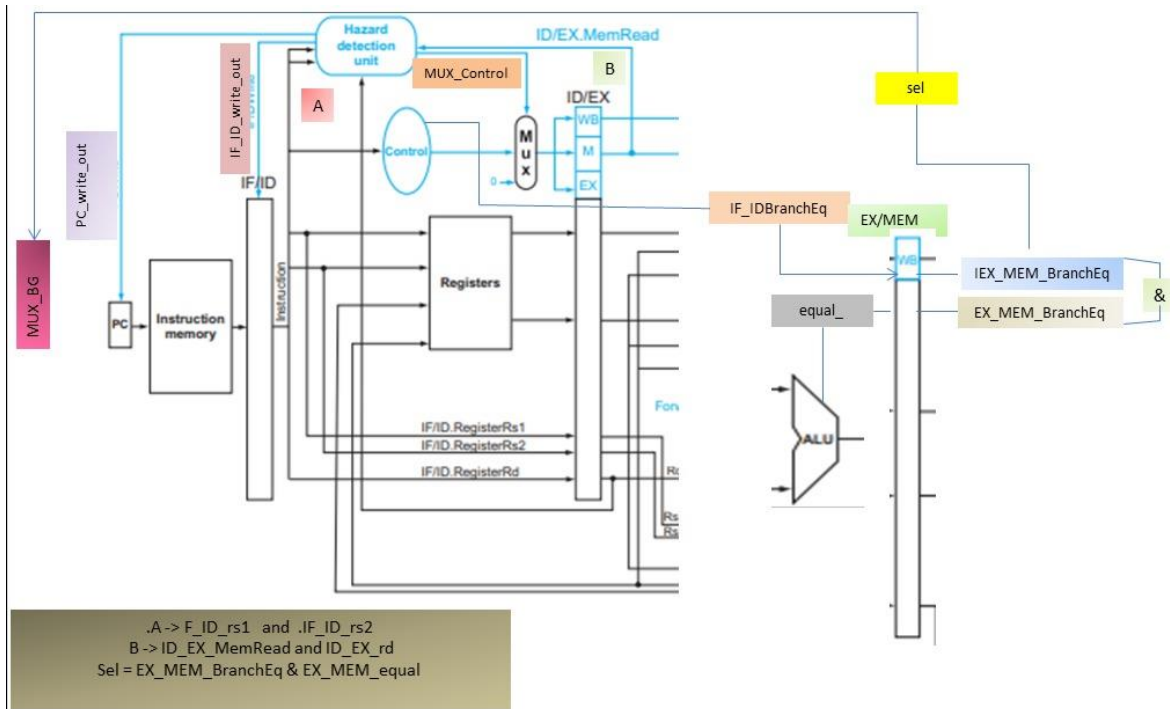 Hazard
detection
unit
ID/EX.MemRead
MUX_Control
B
sel
IF_ID_write_out
A
ID/EX
PC_write_out
Control
M
u
x
WB
M
EX
0
IF/ID
IF_IDBranchEq
EX/MEM
WB
IEX_MEM_BranchEq
&
equal_
EX_MEM_BranchEq
MUX_BG
PC
Instruction
memory
Instruction
Registers
ALU
IF/ID.RegisterRs1
IF/ID.RegisterRs2
IF/ID.RegisterRd
Rs
Rs
.A -> F_ID_rs1 and .IF_ID_rs2
B -> ID_EX_MemRead and ID_EX_rd
Sel = EX_MEM_BranchEq & EX_MEM_equal